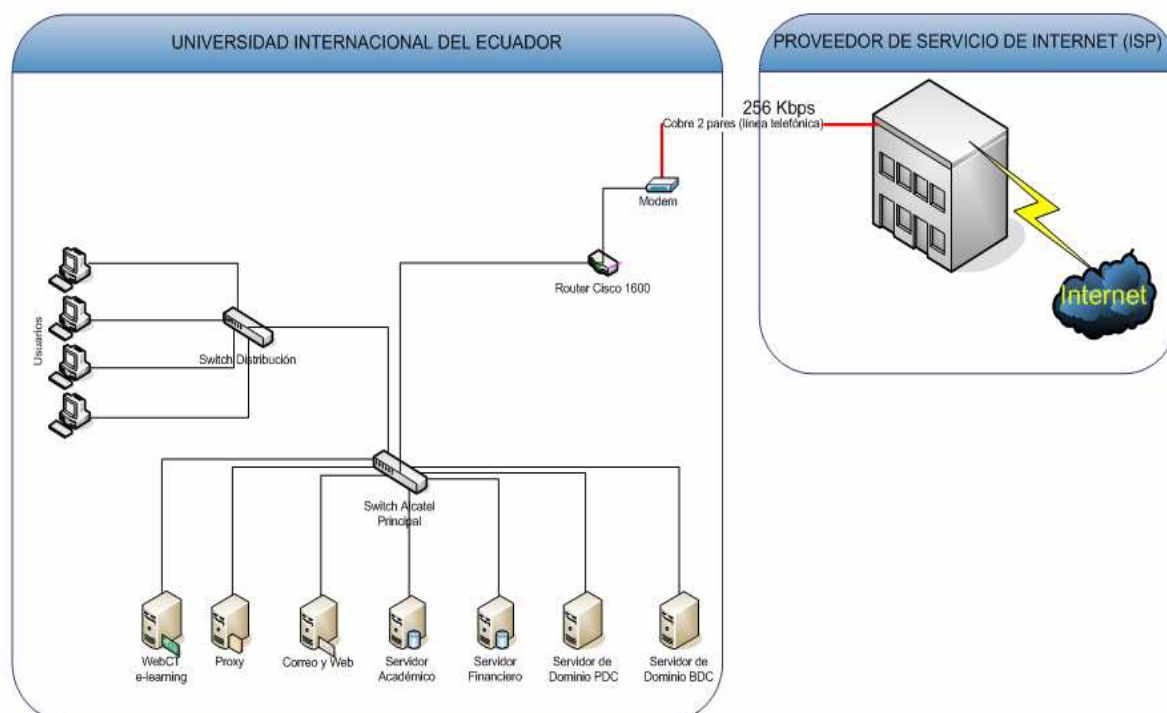 UNIVERSIDAD INTERNACIONAL DEL ECUADOR
PROVEEDOR DE SERVICIO DE INTERNET (ISP)
256 Kbps
Cobre 2 pares (línea telefónica)
Modem
Router Cisco 1600
Internet
Usuarios
Switch Distribución
Switch Alcatel
Principal
WebCT
e-learning
Proxy
Correo y Web
Servidor
Académico
Servidor
Financiero
Servidor de
Dominio PDC
Servidor de
Dominio BDC